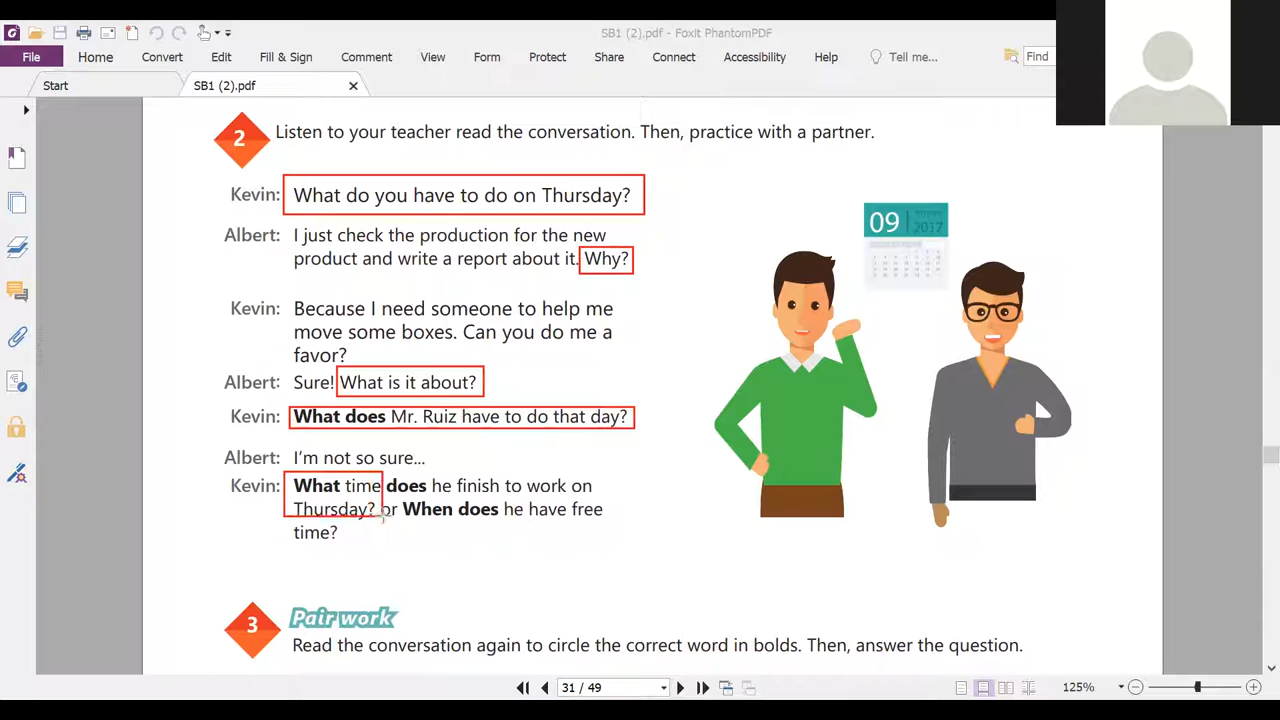 SB1 (2).pdf - Foxit PhantomPDF
File Home Convert Edit Fill & Sign Comment View Form Protect Share Connect Accessibility Help Tell me... Find
Start SB1 (2).pdf
2 Listen to your teacher read the conversation. Then, practice with a partner.
Kevin: What do you have to do on Thursday?
Albert: I just check the production for the new
product and write a report about it. Why?
Kevin: Because I need someone to help me
move some boxes. Can you do me a
favor?
Albert: Sure! What is it about?
Kevin: What does Mr. Ruiz have to do that day?
Albert: I'm not so sure...
Kevin: What time does he finish to work on
Thursday? or When does he have free
time?
09
2017
3 Pair work
Read the conversation again to circle the correct word in bolds. Then, answer the question.
31 / 49
125%